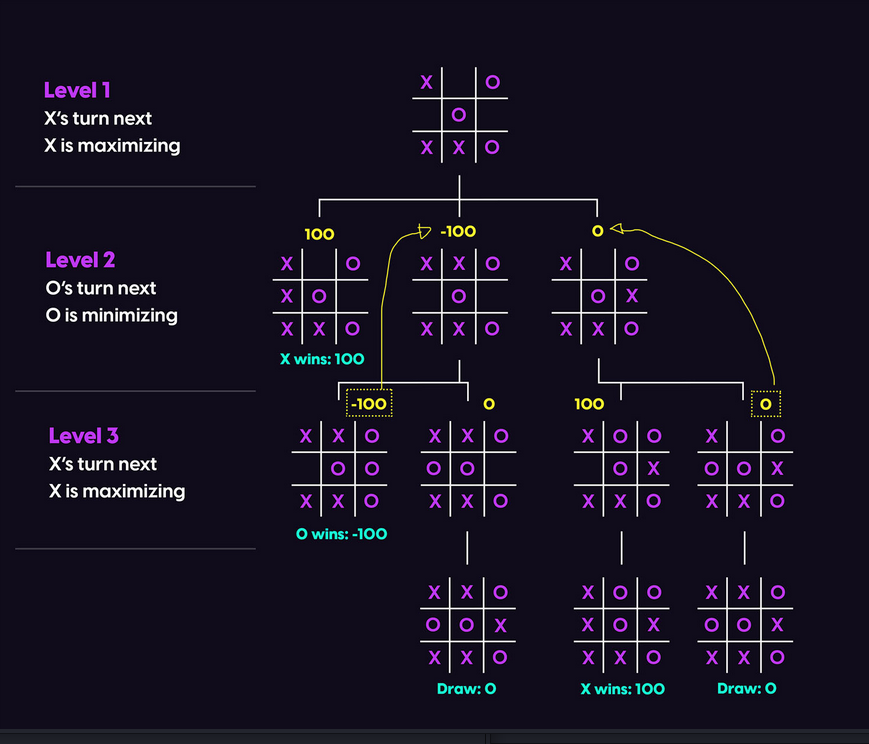 X O
Level 1
X's turn next
O
X is maximizing
X X O
100 -100 0
Level 2
X O X X O X O
O's turn next
X O O O X
O is minimizing
X X O X X O X X O
X wins: 100
-100 0 100 0
Level 3
X X O X X O X O O X O
X's turn next
O O O O O X O O X
X is maximizing
X X O X X O X X O X X O
O wins: -100
X X O X O O X X O
O O X X O X O O X
X X O X X O X X O
Draw: 0 X wins: 100 Draw: 0